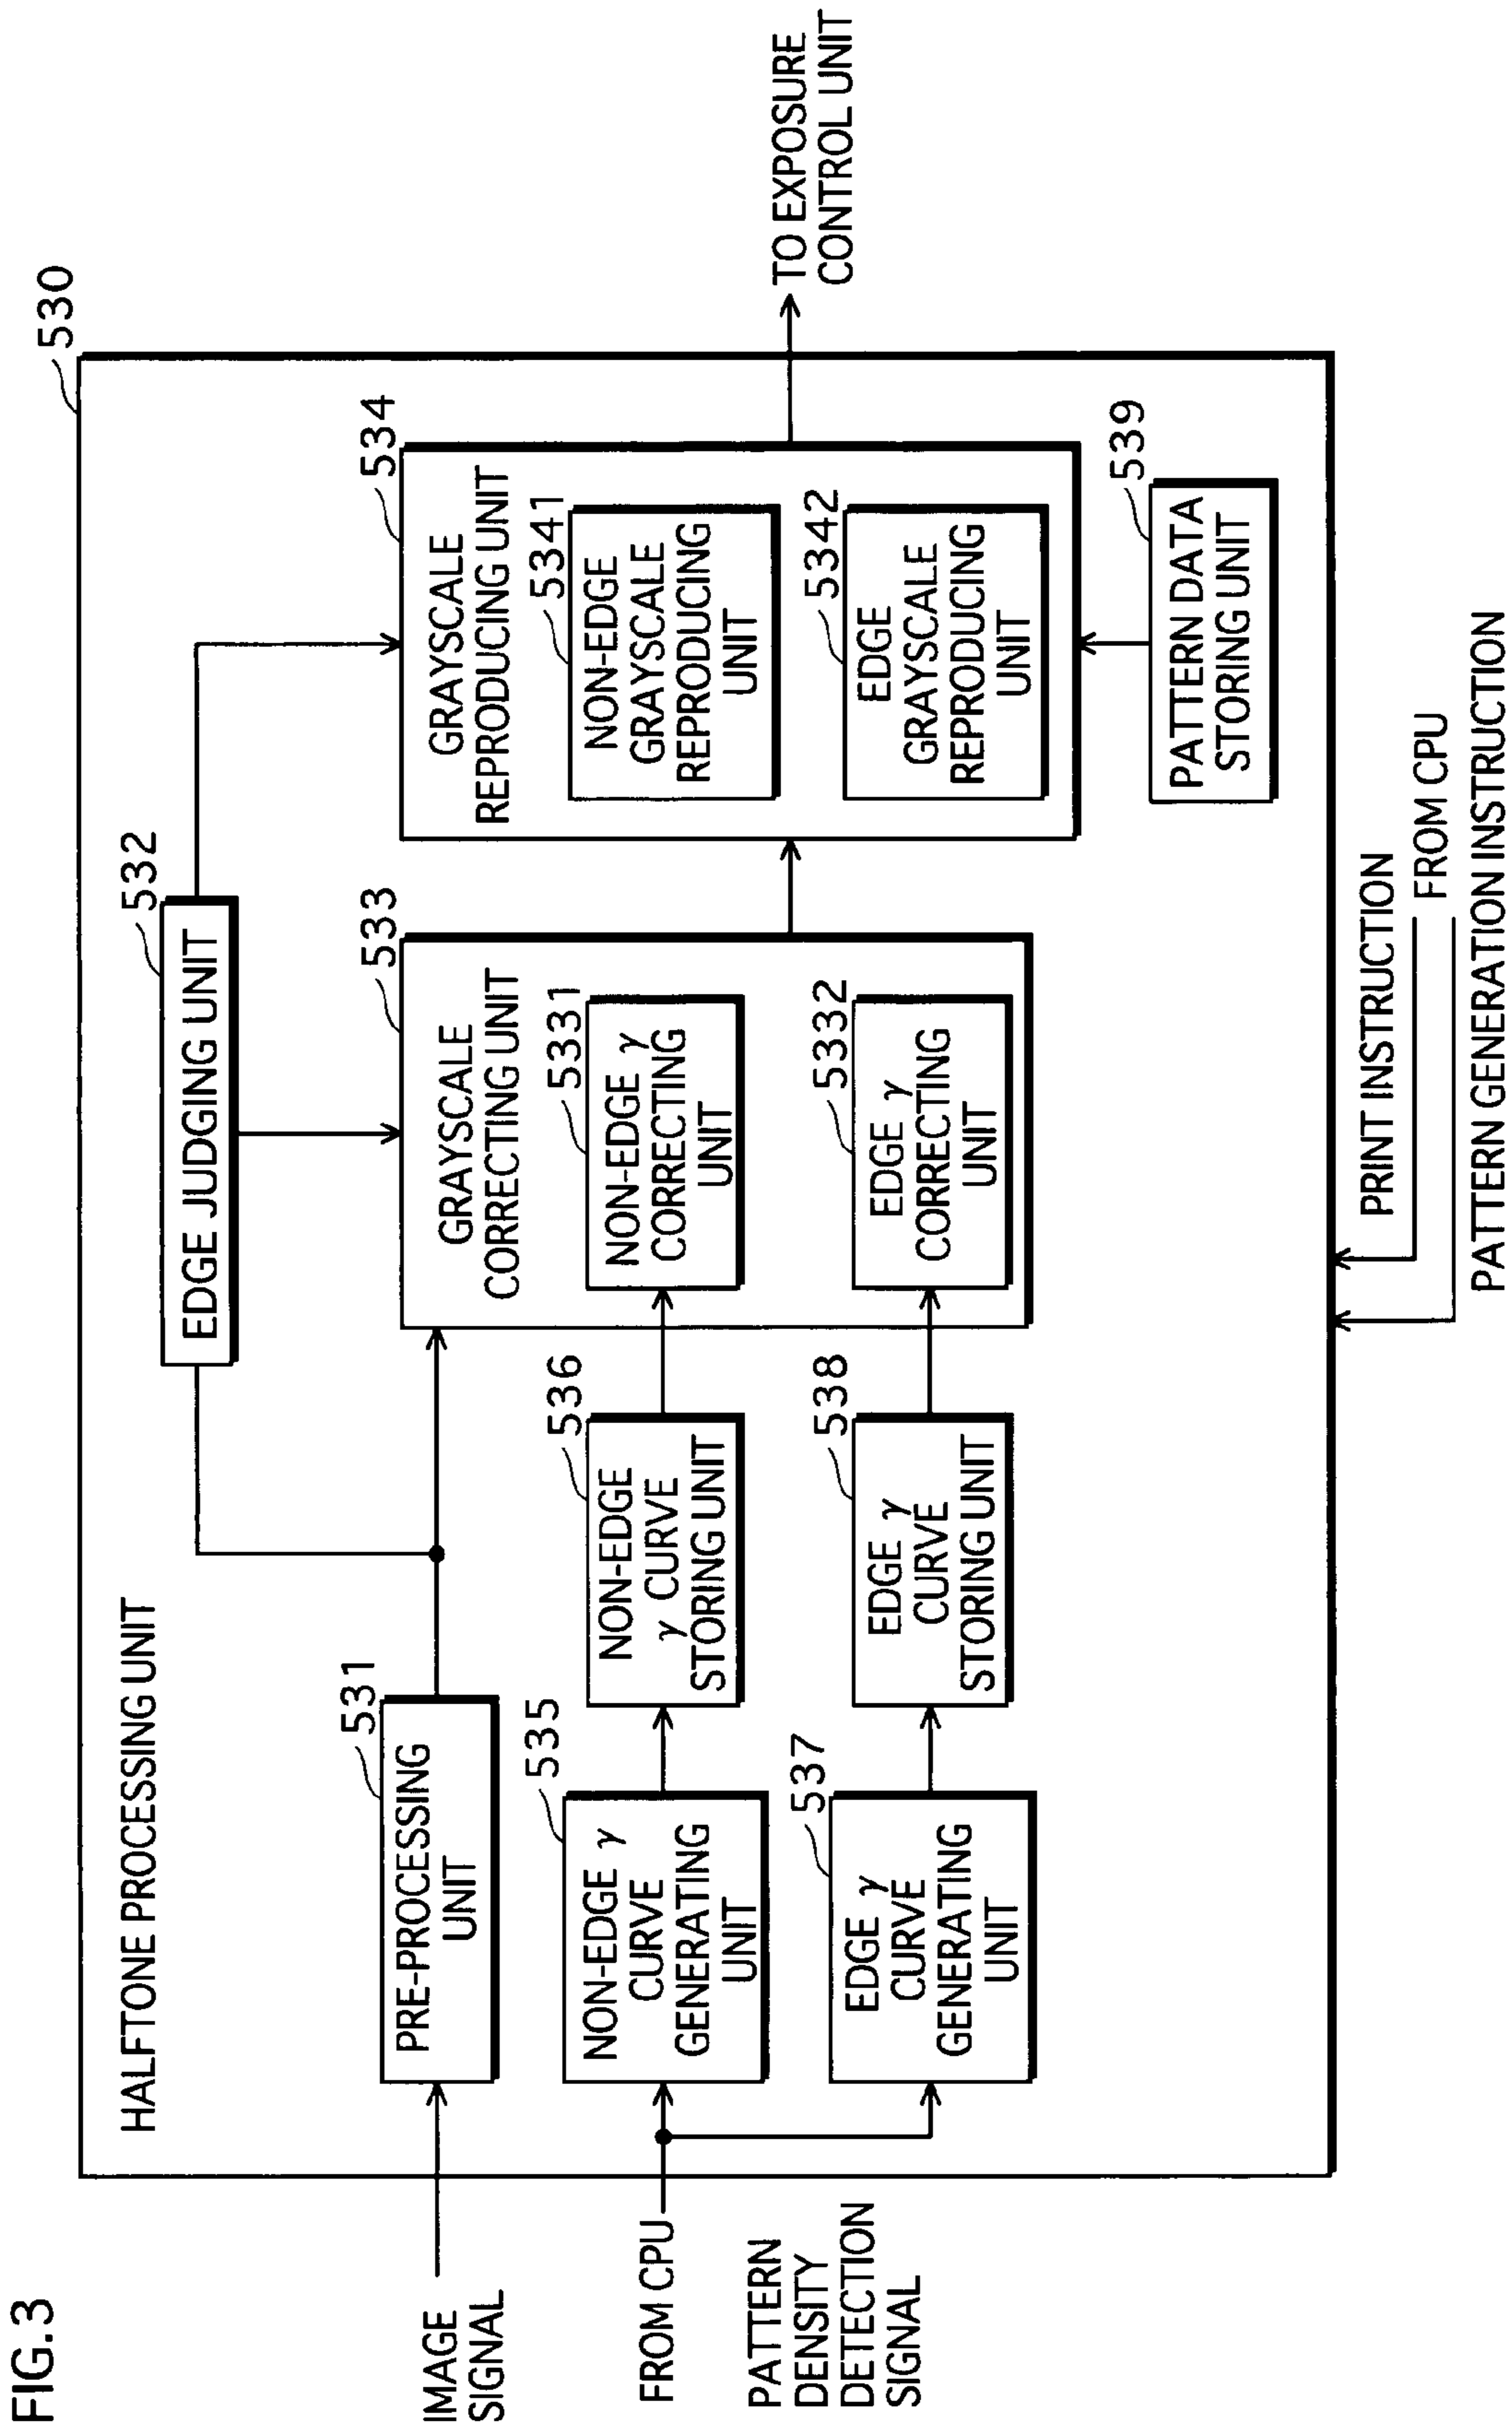 FIG.3
530
HALFTONE PROCESSING UNIT
532
EDGE JUDGING UNIT
IMAGE
SIGNAL
531
PRE-PROCESSING
UNIT
533
GRAYSCALE
CORRECTING UNIT
534
GRAYSCALE
REPRODUCING UNIT
FROM CPU
PATTERN
DENSITY
DETECTION
SIGNAL
535
NON-EDGE γ
CURVE
GENERATING
UNIT
536
NON-EDGE
γ CURVE
STORING UNIT
5331
NON-EDGE γ
CORRECTING
UNIT
5341
NON-EDGE
GRAYSCALE
REPRODUCING
UNIT
TO EXPOSURE
CONTROL UNIT
537
EDGE γ
CURVE
GENERATING
UNIT
538
EDGE γ
CURVE
STORING UNIT
5332
EDGE γ
CORRECTING
UNIT
5342
EDGE
GRAYSCALE
REPRODUCING
UNIT
539
PATTERN DATA
STORING UNIT
PRINT INSTRUCTION
FROM CPU
PATTERN GENERATION INSTRUCTION